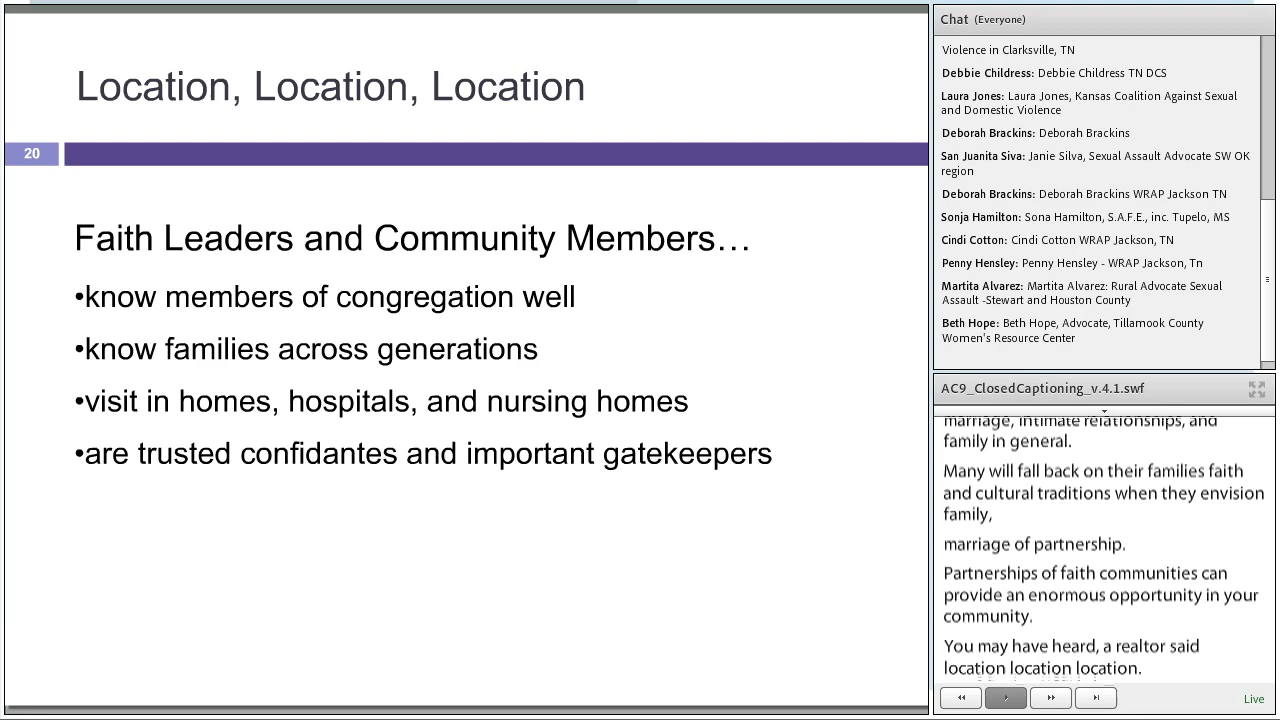 Location, Location, Location
20
Faith Leaders and Community Members…
•know members of congregation well
•know families across generations
•visit in homes, hospitals, and nursing homes
•are trusted confidantes and important gatekeepers
Chat (Everyone)
Violence in Clarksville, TN
Debbie Childress: Debbie Childress TN DCS
Laura Jones: Laura Jones, Kansas Coalition Against Sexual
and Domestic Violence
Deborah Brackins: Deborah Brackins
San Juanita Siva: Janie Silva, Sexual Assault Advocate SW OK
region
Deborah Brackins: Deborah Brackins WRAP Jackson TN
Sonja Hamilton: Sona Hamilton, S.A.F.E., inc. Tupelo, MS
Cindi Cotton: Cindi Cotton WRAP Jackson, TN
Penny Hensley: Penny Hensley - WRAP Jackson, Tn
Martita Alvarez: Martita Alvarez: Rural Advocate Sexual
Assault -Stewart and Houston County
Beth Hope: Beth Hope, Advocate, Tillamook County
Women's Resource Center
AC9_ClosedCaptioning_v.4.1.swf
marriage, intimate relationships, and
family in general.
Many will fall back on their families faith
and cultural traditions when they envision
family,
marriage of partnership.
Partnerships of faith communities can
provide an enormous opportunity in your
community.
You may have heard, a realtor said
location location location.
Live